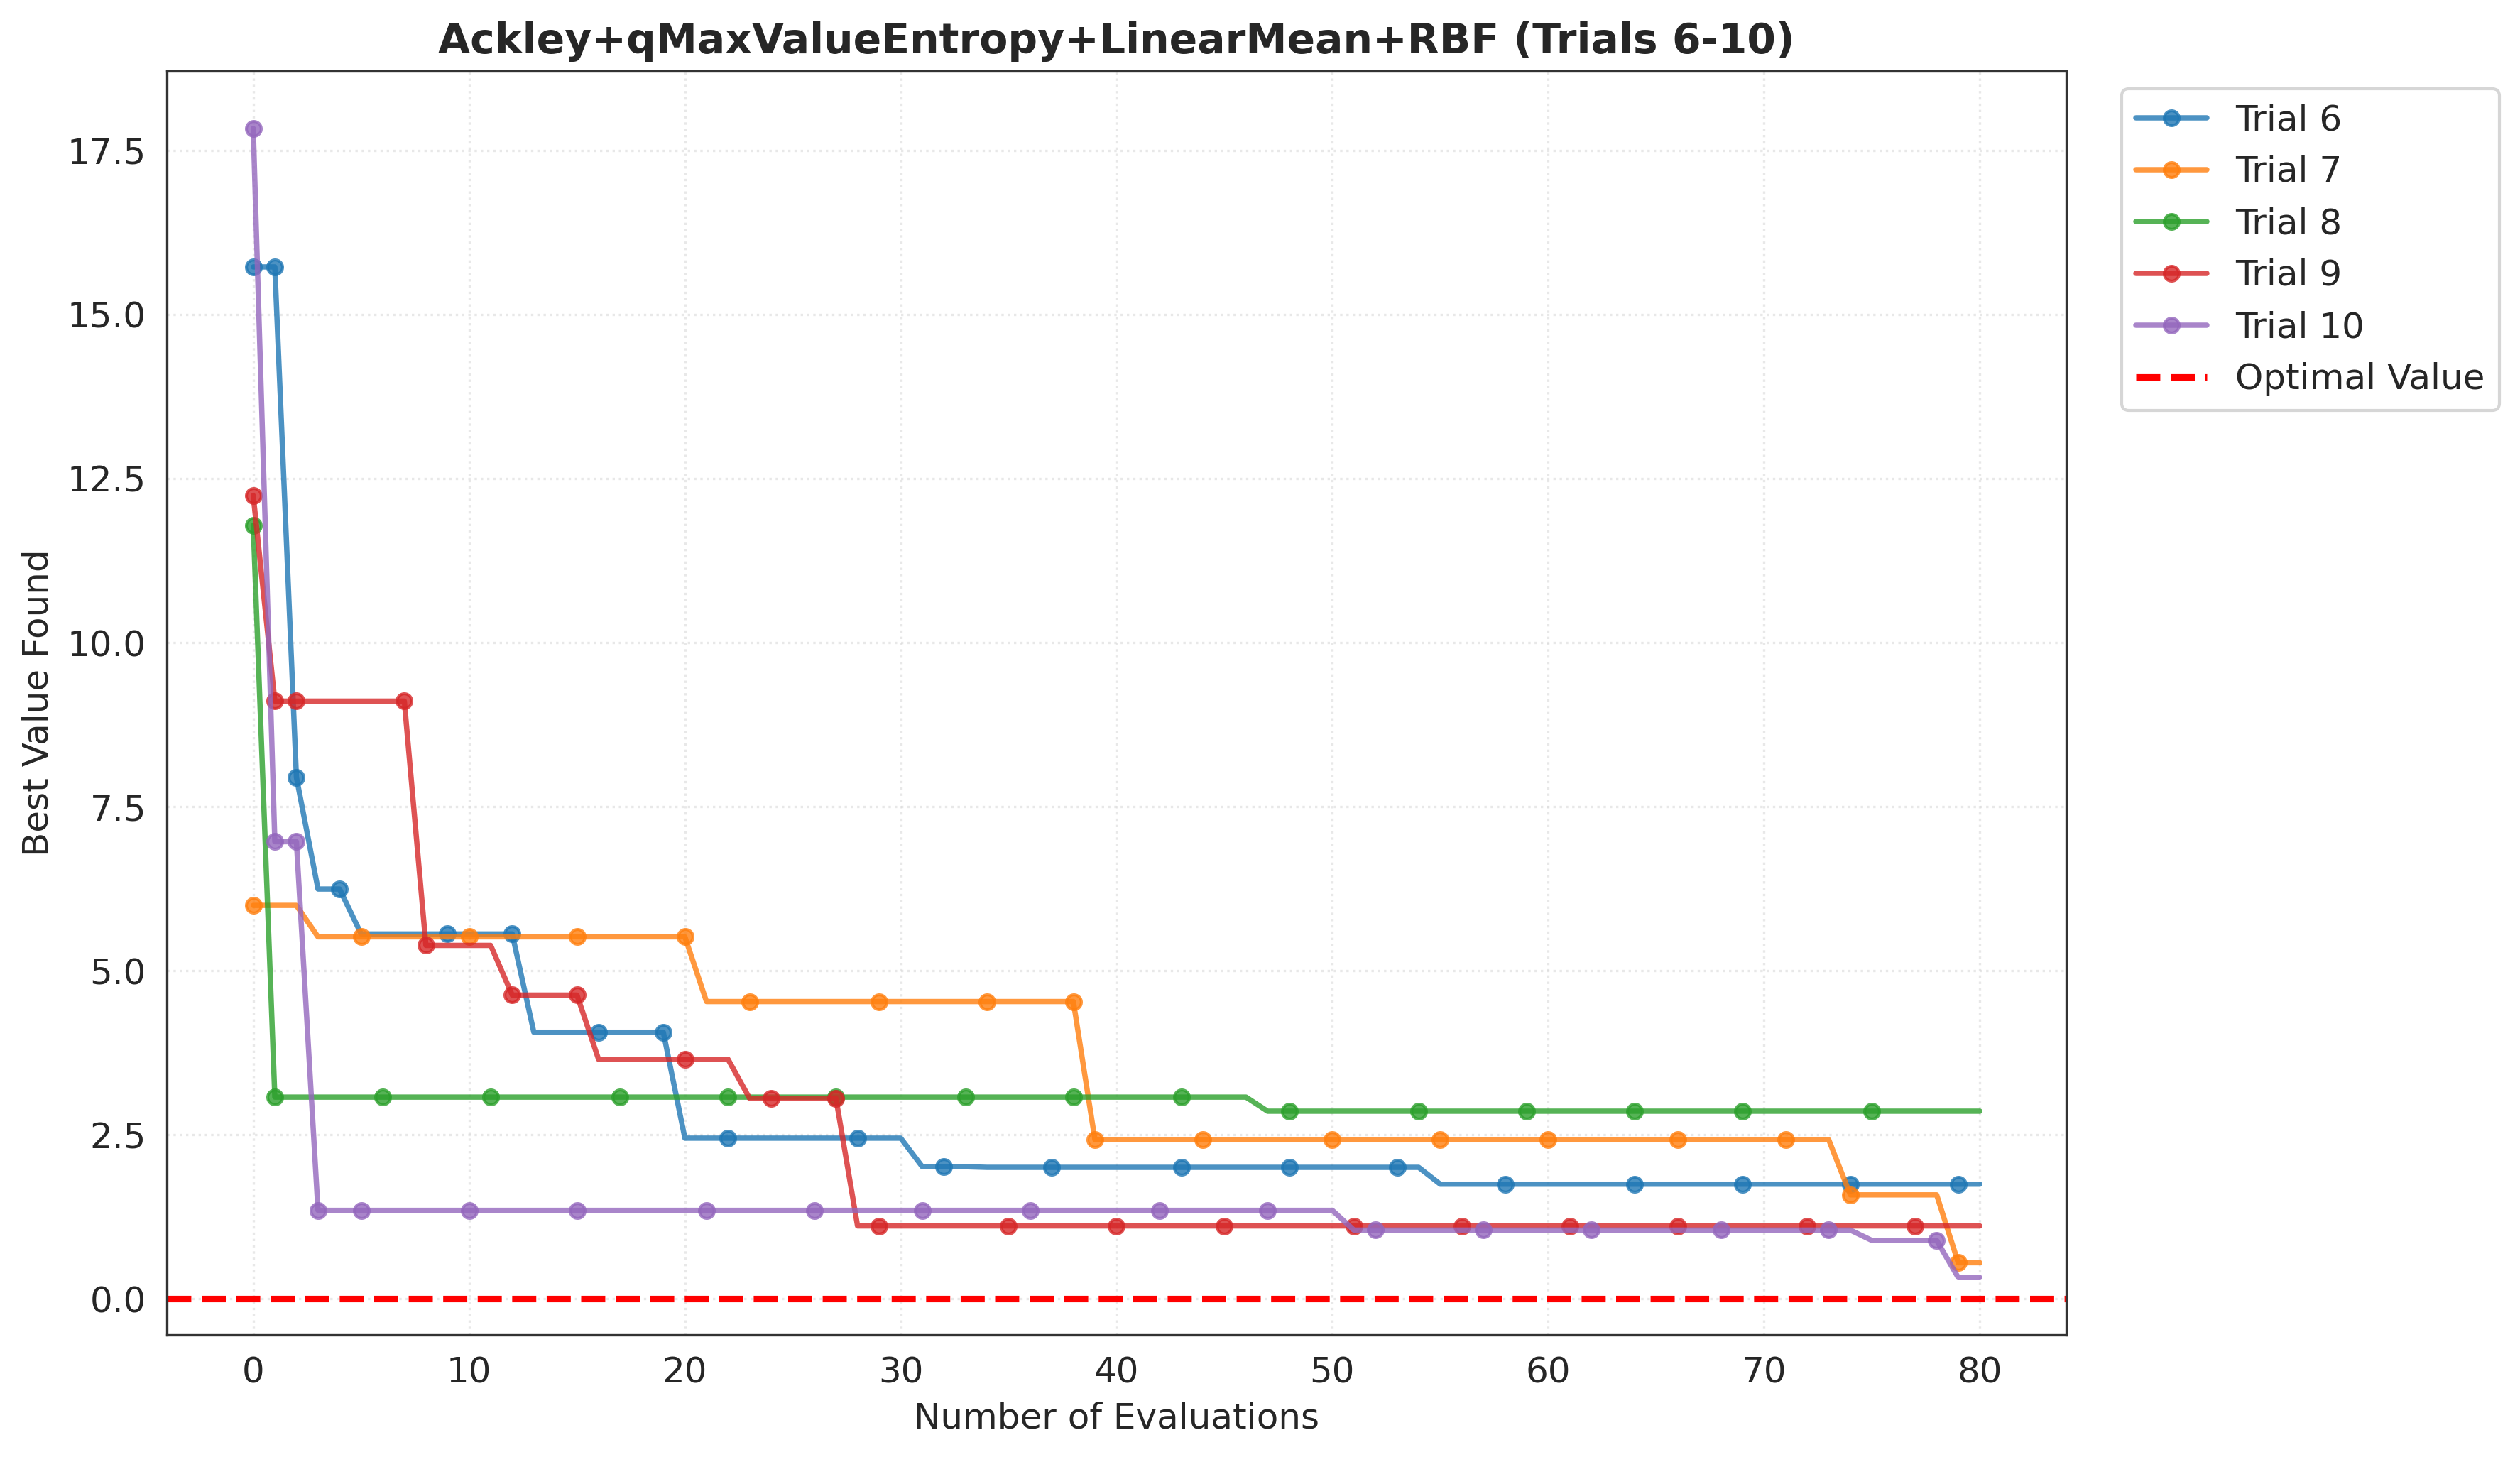 Ackley+qMaxValueEntropy+LinearMean+RBF (Trials 6-10)
Trial 6
Trial 7
Trial 8
Trial 9
Trial 10
Optimal Value
Best Value Found
17.5
15.0
12.5
10.0
7.5
5.0
2.5
0.0
0 10 20 30 40 50 60 70 80
Number of Evaluations